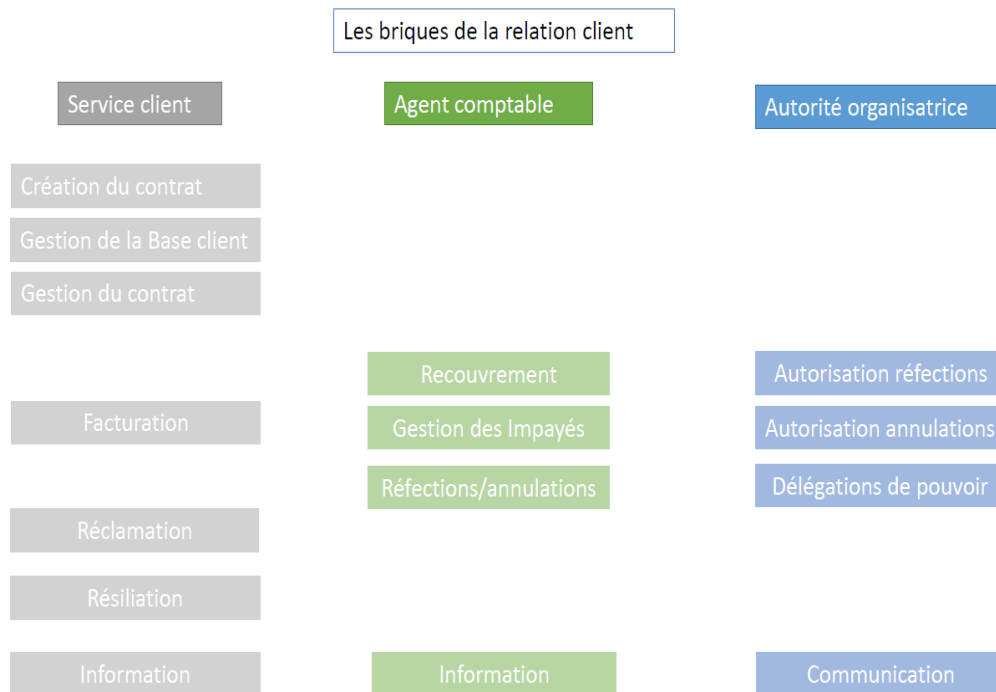 Les briques de la relation client
Service client
Agent comptable
Autorité organisatrice
Création du contrat
Gestion de la Base client
Gestion du contrat
Recouvrement
Autorisation réfections
Facturation
Gestion des Impayés
Autorisation annulations
Réfections/annulations
Délégations de pouvoir
Réclamation
Résiliation
Information
Information
Communication